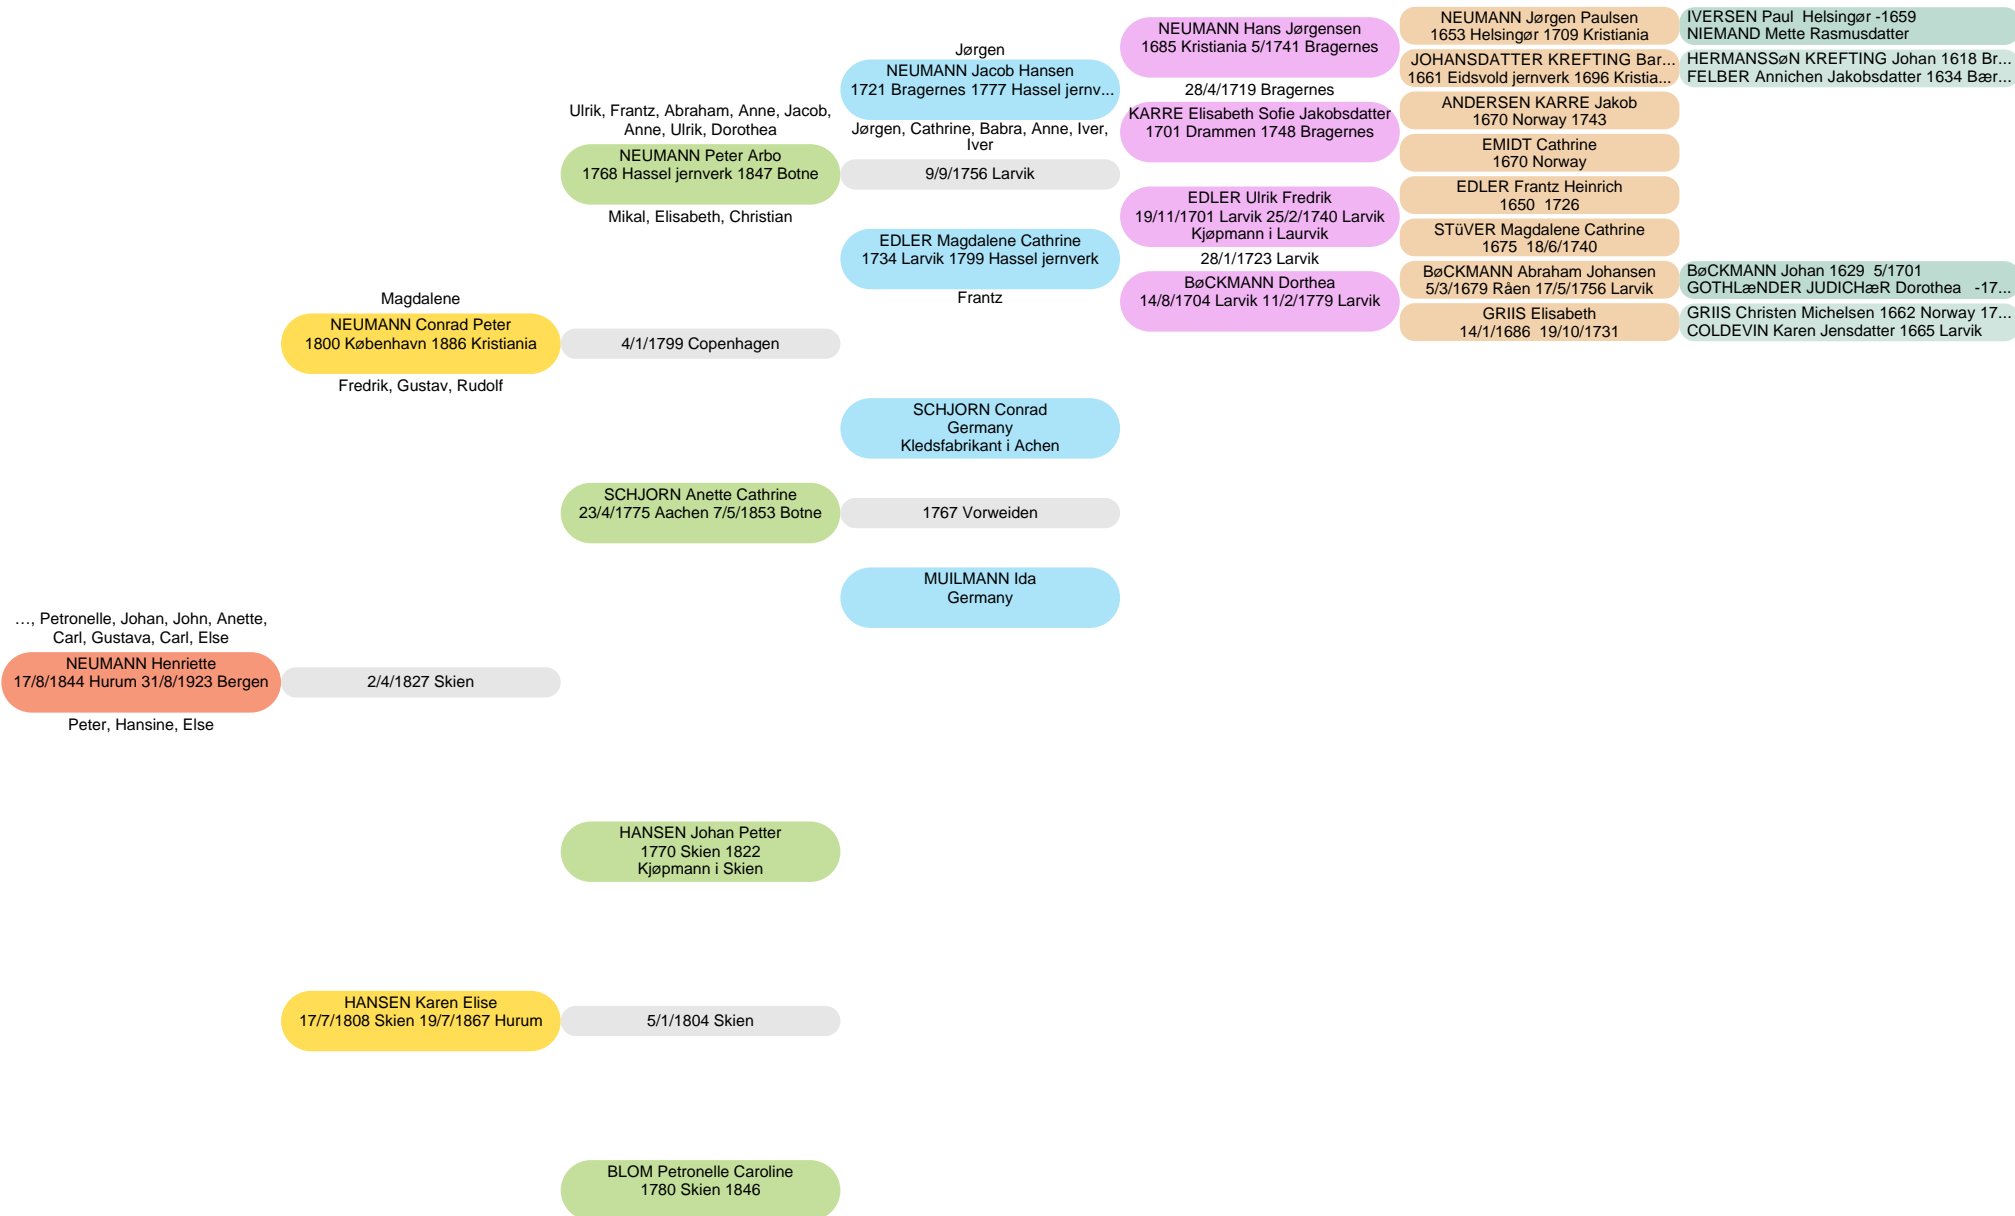 …, Petronelle, Johan, John, Anette,
Carl, Gustava, Carl, Else
NEUMANN Henriette
17/8/1844 Hurum 31/8/1923 Bergen
Peter, Hansine, Else
Magdalene
NEUMANN Conrad Peter
1800 København 1886 Kristiania
Fredrik, Gustav, Rudolf
2/4/1827 Skien
HANSEN Karen Elise
17/7/1808 Skien 19/7/1867 Hurum
Ulrik, Frantz, Abraham, Anne, Jacob,
Anne, Ulrik, Dorothea
NEUMANN Peter Arbo
1768 Hassel jernverk 1847 Botne
Mikal, Elisabeth, Christian
4/1/1799 Copenhagen
SCHJORN Anette Cathrine
23/4/1775 Aachen 7/5/1853 Botne
HANSEN Johan Petter
1770 Skien 1822
Kjøpmann i Skien
5/1/1804 Skien
BLOM Petronelle Caroline
1780 Skien 1846
Jørgen
NEUMANN Jacob Hansen
1721 Bragernes 1777 Hassel jernv...
Jørgen, Cathrine, Babra, Anne, Iver,
Iver
9/9/1756 Larvik
EDLER Magdalene Cathrine
1734 Larvik 1799 Hassel jernverk
Frantz
SCHJORN Conrad
Germany
Kledsfabrikant i Achen
1767 Vorweiden
MUILMANN Ida
Germany
NEUMANN Hans Jørgensen
1685 Kristiania 5/1741 Bragernes
28/4/1719 Bragernes
KARRE Elisabeth Sofie Jakobsdatter
1701 Drammen 1748 Bragernes
EDLER Ulrik Fredrik
19/11/1701 Larvik 25/2/1740 Larvik
Kjøpmann i Laurvik
28/1/1723 Larvik
BøCKMANN Dorthea
14/8/1704 Larvik 11/2/1779 Larvik
NEUMANN Jørgen Paulsen
1653 Helsingør 1709 Kristiania
JOHANSDATTER KREFTING Bar...
1661 Eidsvold jernverk 1696 Kristia...
ANDERSEN KARRE Jakob
1670 Norway 1743
EMIDT Cathrine
1670 Norway
EDLER Frantz Heinrich
1650 1726
STüVER Magdalene Cathrine
1675 18/6/1740
BøCKMANN Abraham Johansen
5/3/1679 Råen 17/5/1756 Larvik
GRIIS Elisabeth
14/1/1686 19/10/1731
IVERSEN Paul Helsingør -1659
NIEMAND Mette Rasmusdatter
HERMANSSøN KREFTING Johan 1618 Br...
FELBER Annichen Jakobsdatter 1634 Bær...
BøCKMANN Johan 1629 5/1701
GOTHLæNDER JUDICHæR Dorothea -17...
GRIIS Christen Michelsen 1662 Norway 17...
COLDEVIN Karen Jensdatter 1665 Larvik